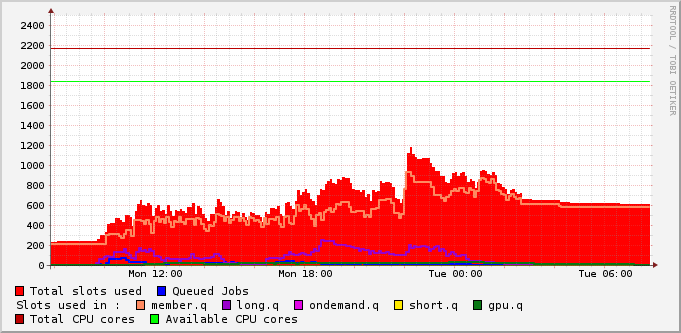 2400
2200
2000
1800
1600
1400
1200
1000
800
600
400
200
0
Mon 12:00 Mon 18:00 Tue 00:00 Tue 06:00
Total slots used Queued Jobs
Slots used in : member.q long.q ondemand.q short.q gpu.q
Total CPU cores Available CPU cores
RRDTOOL / TOBI OETIKER